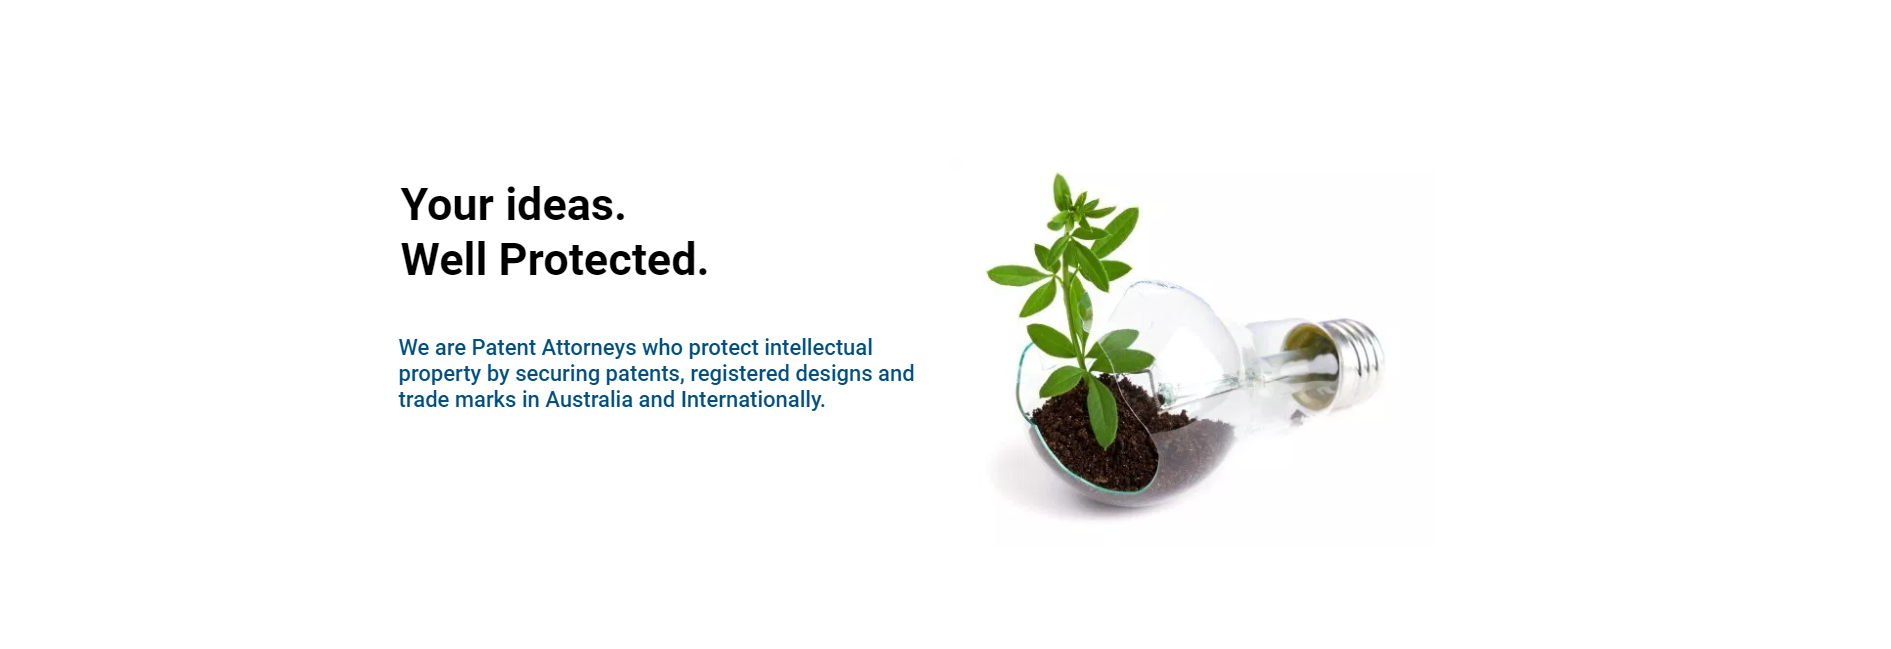 Your ideas.
Well Protected.
We are Patent Attorneys who protect intellectual
property by securing patents, registered designs and
trade marks in Australia and Internationally.